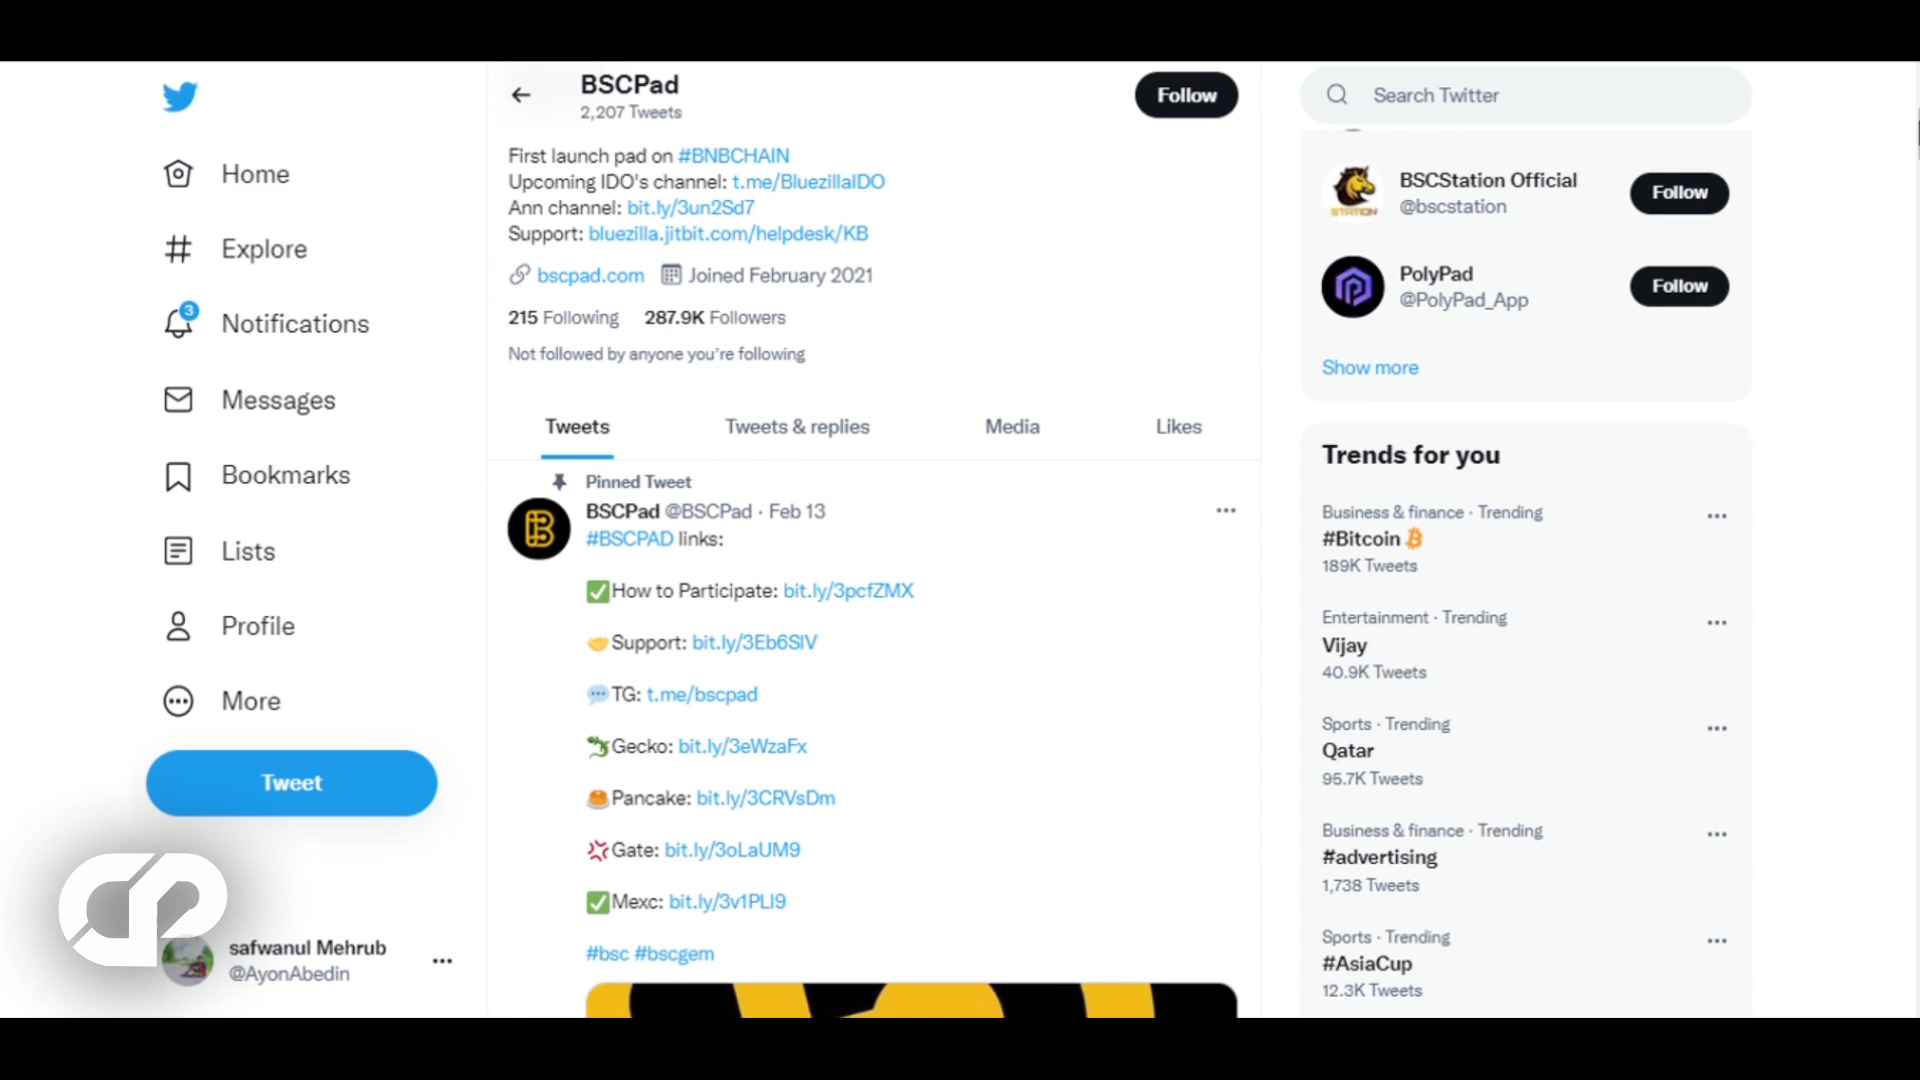 Home
Explore
3
Notifications
Messages
Bookmarks
Lists
Profile
More
Tweet
safwanul Mehrub
@AyonAbedin
BSCPad
2,207 Tweets
Follow
First launch pad on #BNBCHAIN
Upcoming IDO's channel: t.me/BluezillaIDO
Ann channel: bit.ly/3un2Sd7
Support: bluezilla.jitbit.com/helpdesk/KB
bscpad.com Joined February 2021
215 Following 287.9K Followers
Not followed by anyone you're following
Tweets Tweets & replies Media Likes
Pinned Tweet
BSCPad @BSCPad · Feb 13
#BSCPAD links:
✅How to Participate: bit.ly/3pcfZMX
🤝Support: bit.ly/3Eb6SlV
💬TG: t.me/bscpad
🦎Gecko: bit.ly/3eWzaFx
🥞Pancake: bit.ly/3CRVsDm
💢Gate: bit.ly/3oLaUM9
✅Mexc: bit.ly/3v1PLI9
#bsc #bscgem
Search Twitter
STATION
BSCStation Official
@bscstation
Follow
PolyPad
@PolyPad_App
Follow
Show more
Trends for you
Business & finance · Trending
#Bitcoin
189K Tweets
Entertainment · Trending
Vijay
40.9K Tweets
Sports · Trending
Qatar
95.7K Tweets
Business & finance · Trending
#advertising
1,738 Tweets
Sports · Trending
#AsiaCup
12.3K Tweets